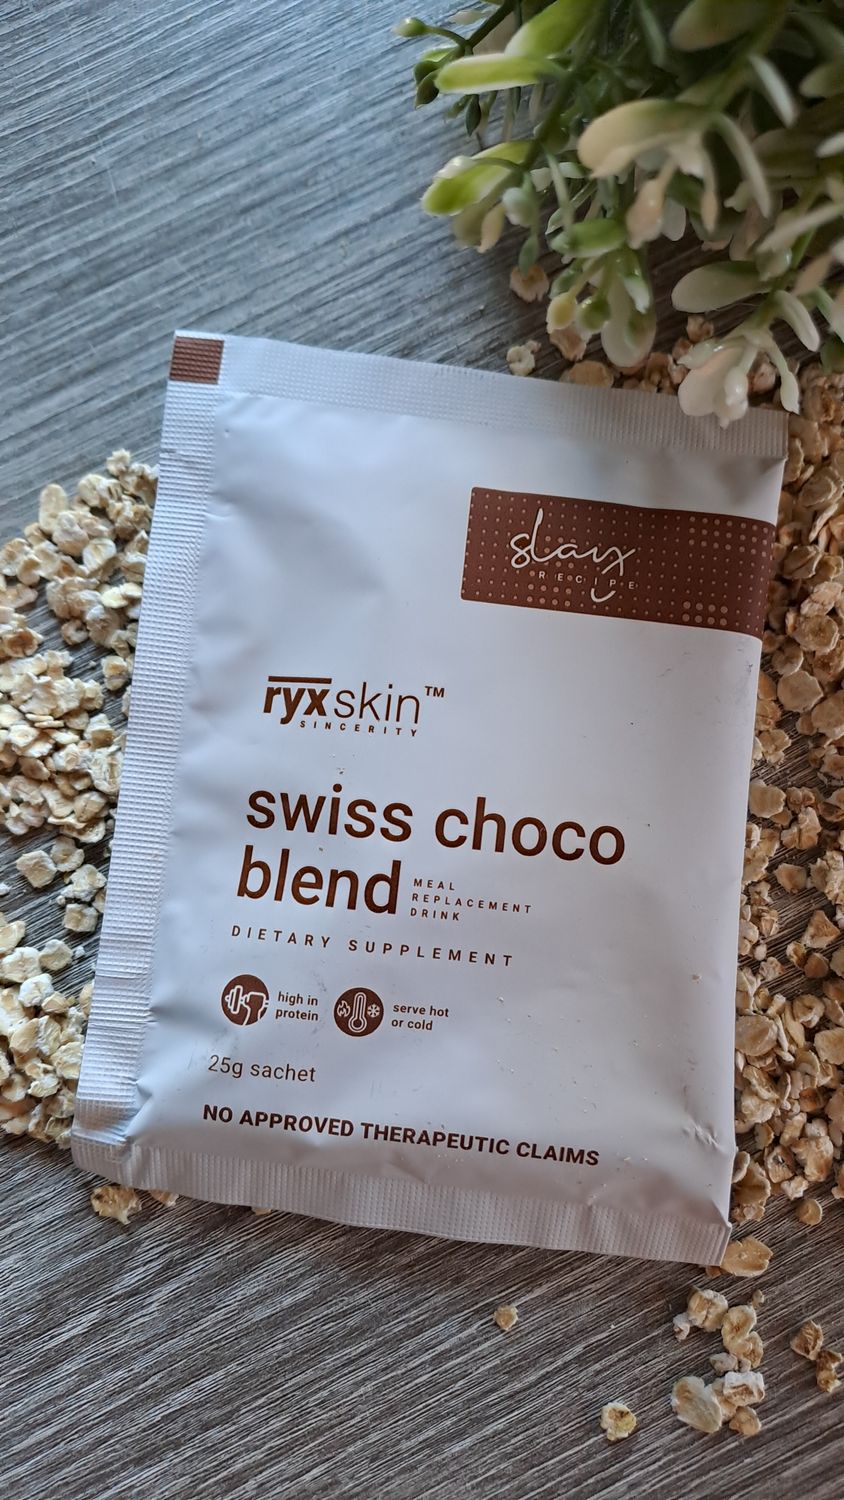 slay
RECIPE
ryxskin™
SINCERITY
swiss choco
blend
MEAL
REPLACEMENT
DRINK
DIETARY SUPPLEMENT
high in
protein
serve hot
or cold
25g sachet
NO APPROVED THERAPEUTIC CLAIMS